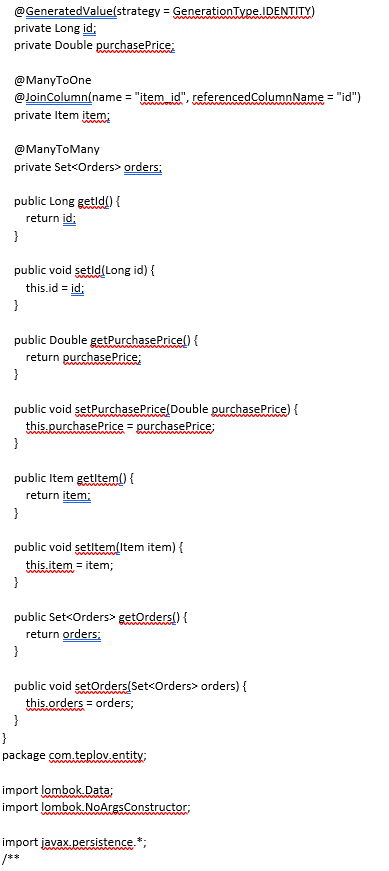 @GeneratedValue(strategy = GenerationType.IDENTITY)
private Long id;
private Double purchasePrice;
@ManyToOne
@JoinColumn(name = "item_id", referencedColumnName = "id")
private Item item;
@ManyToMany
private Set<Orders> orders;
public Long getId() {
return id;
}
public void setId(Long id) {
this.id = id;
}
public Double getPurchasePrice() {
return purchasePrice;
}
public void setPurchasePrice(Double purchasePrice) {
this.purchasePrice = purchasePrice;
}
public Item getItem() {
return item;
}
public void setItem(Item item) {
this.item = item;
}
public Set<Orders> getOrders() {
return orders;
}
public void setOrders(Set<Orders> orders) {
this.orders = orders;
}
}
package com.teplov.entity;
import lombok.Data;
import lombok.NoArgsConstructor;
import javax.persistence.*;
/**